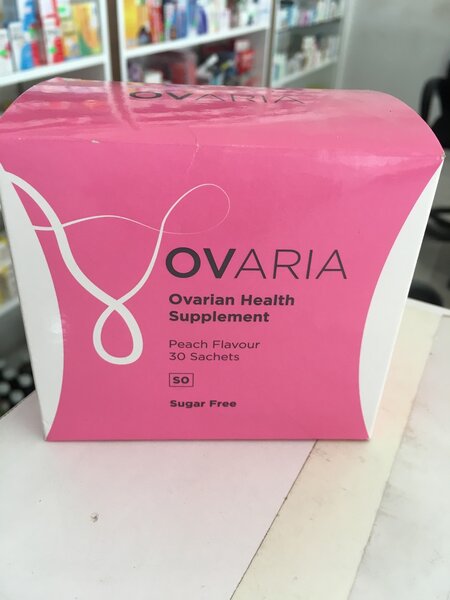 OVARIA
OVARIA
Ovarian Health
Supplement
Peach Flavour
30 Sachets
SO
Sugar Free